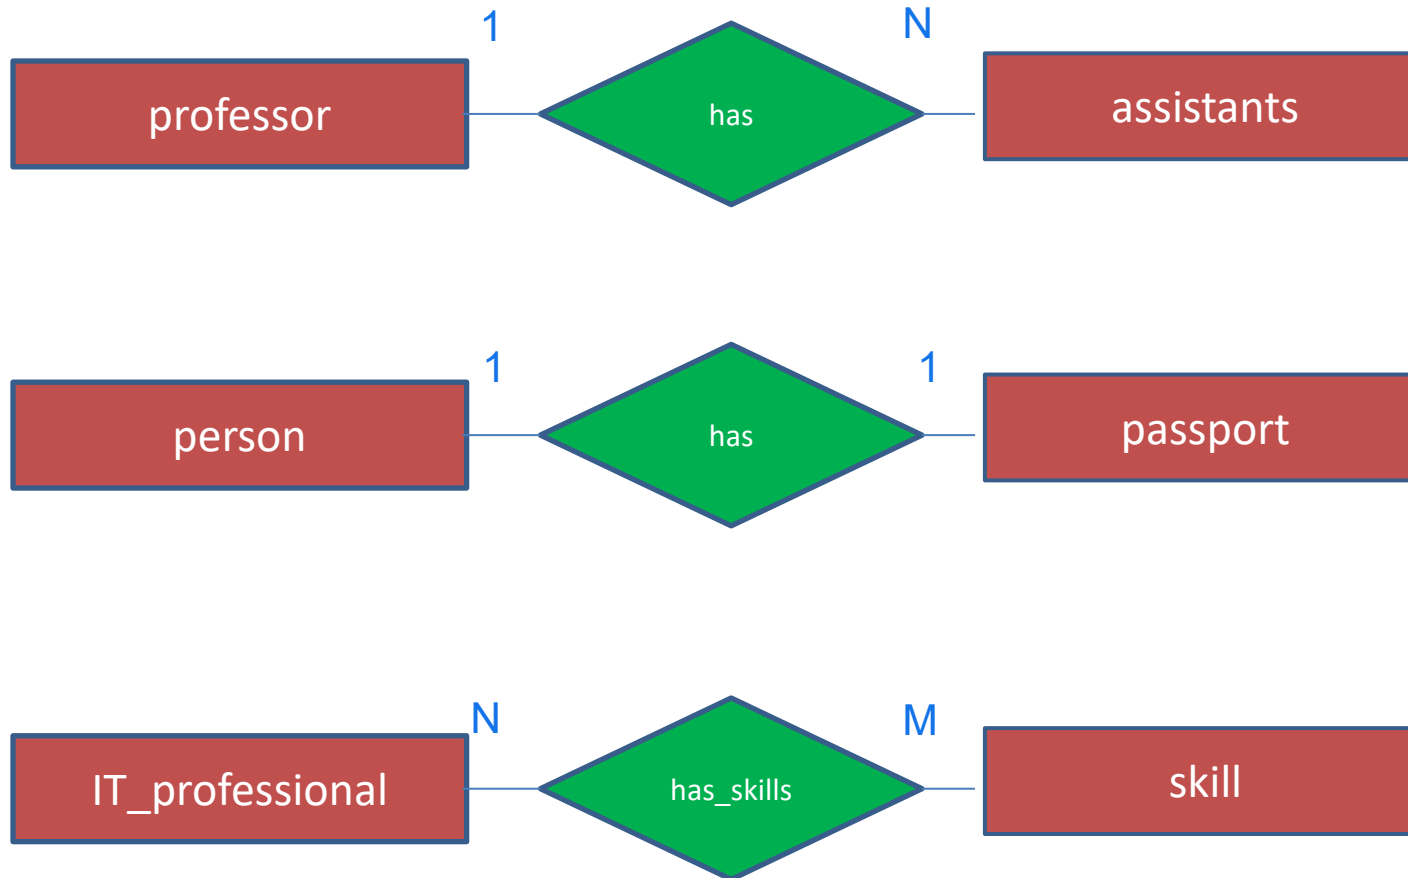 1 N
professor has assistants
1 1
person has passport
N M
IT_professional has_skills skill